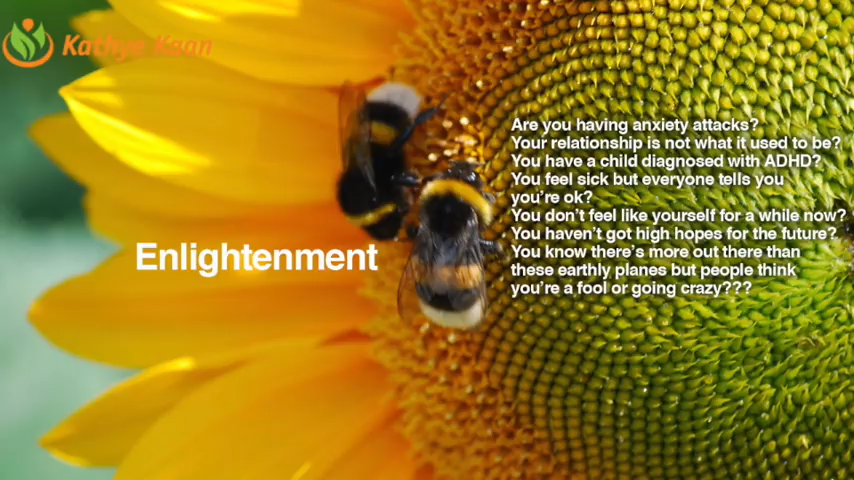 Kathye Kaan
Are you having anxiety attacks?
Your relationship is not what it used to be?
You have a child diagnosed with ADHD?
You feel sick but everyone tells you
you're ok?
You don't feel like yourself for a while now?
You haven't got high hopes for the future?
You know there's more out there than
these earthly planes but people think
you're a fool or going crazy???
Enlightenment